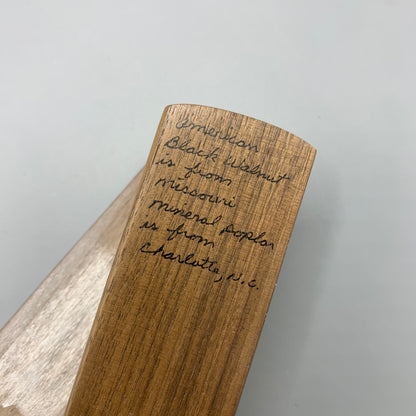 American
Black Walnut
is from
missouri
mineral poplar
is from
Charlotte, N.C.